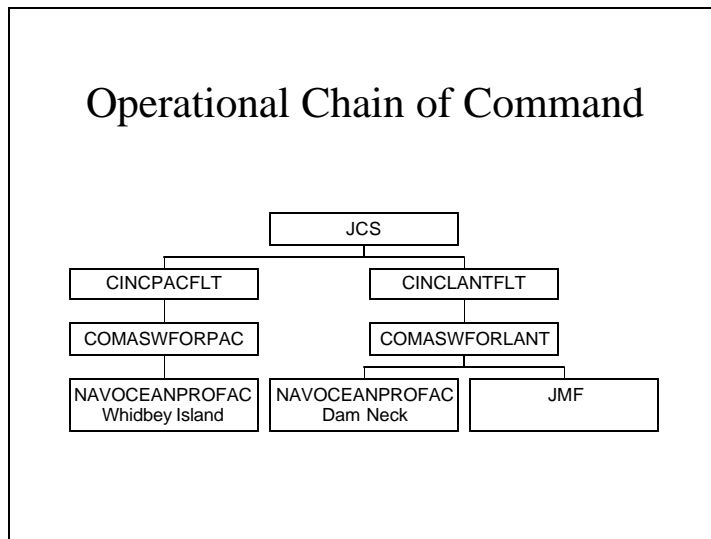 Operational Chain of Command
JCS
CINCPACFLT
CINCLANTFLT
COMASWFORPAC
COMASWFORLANT
NAVOCEANPROFAC
Whidbey Island
NAVOCEANPROFAC
Dam Neck
JMF